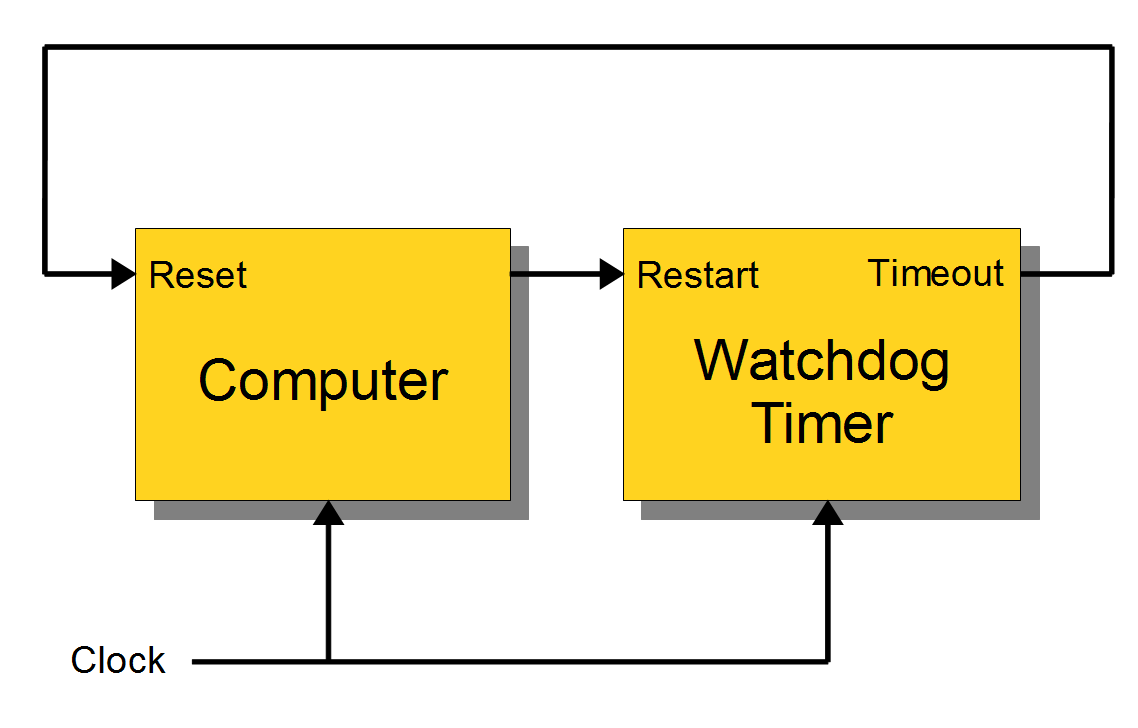 Reset
Restart
Timeout
Computer
Watchdog
Timer
Clock